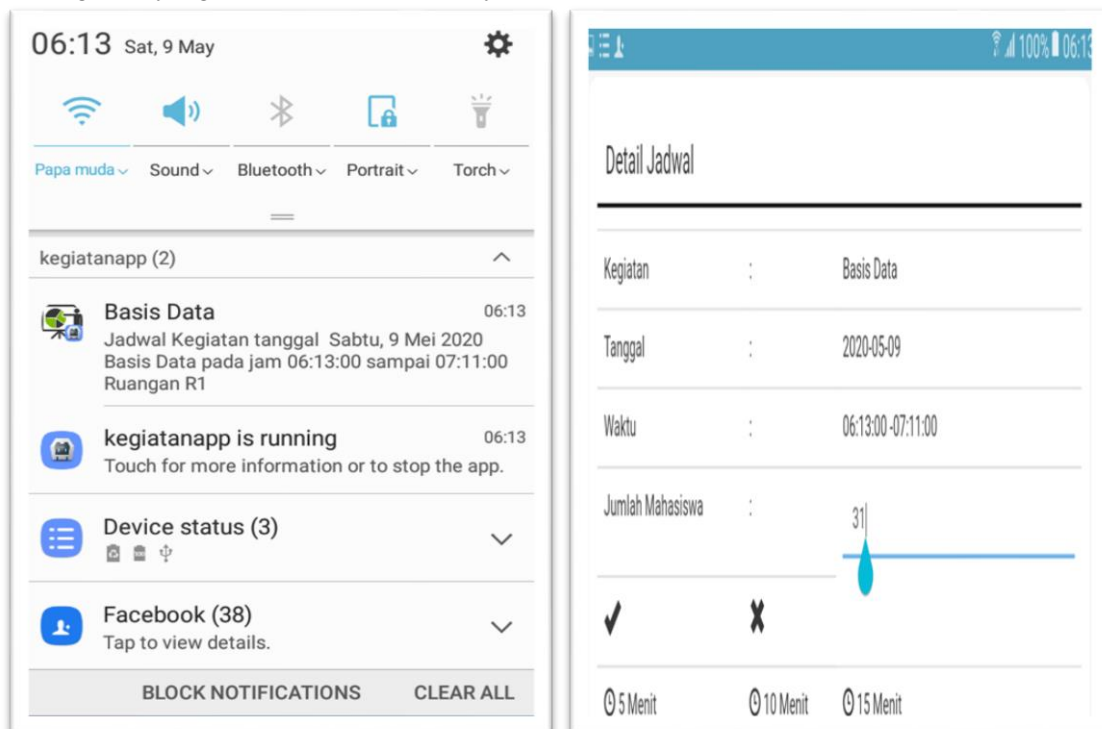 06:13 Sat, 9 May
Papa muda Sound Bluetooth Portrait Torch
kegiatanapp (2)
Basis Data 06:13
Jadwal Kegiatan tanggal Sabtu, 9 Mei 2020
Basis Data pada jam 06:13:00 sampai 07:11:00
Ruangan R1
kegiatanapp is running 06:13
Touch for more information or to stop the app.
Device status (3)
Facebook (38)
Tap to view details.
BLOCK NOTIFICATIONS CLEAR ALL
100% 06:13
Detail Jadwal
Kegiatan : Basis Data
Tanggal : 2020-05-09
Waktu : 06:13:00 -07:11:00
Jumlah Mahasiswa : 31
5 Menit 10 Menit 15 Menit